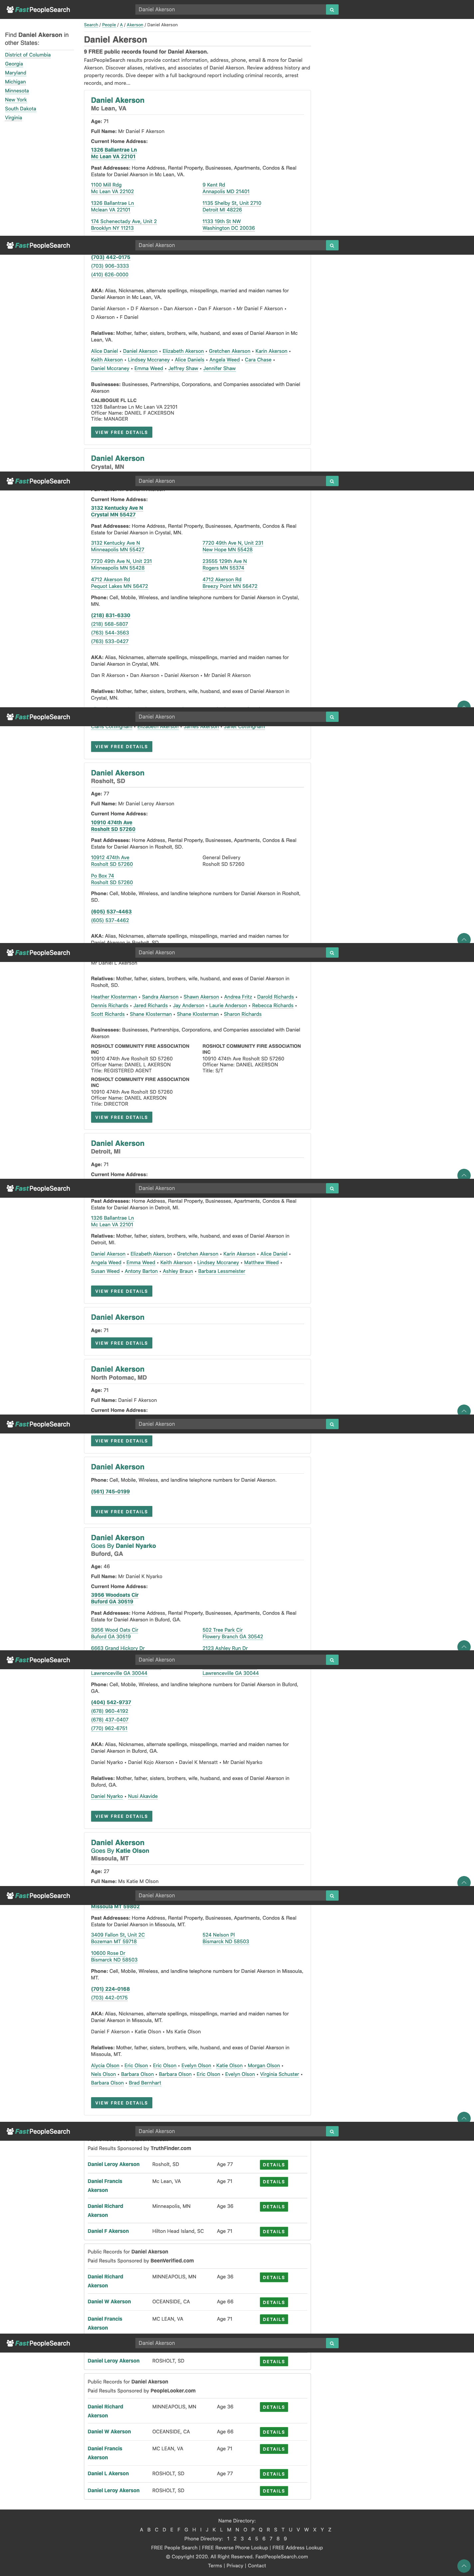 FastPeopleSearch
Daniel Akerson
Search / People / A / Akerson / Daniel Akerson
Find Daniel Akerson in
other States:
District of Columbia
Georgia
Maryland
Michigan
Minnesota
New York
South Dakota
Virginia
Daniel Akerson
9 FREE public records found for Daniel Akerson.
FastPeopleSearch results provide contact information, address, phone, email & more for Daniel
Akerson. Discover aliases, relatives, and associates of Daniel Akerson. Review address history and
property records. Dive deeper with a full background report including criminal records, arrest
records, and more...
Daniel Akerson
Mc Lean, VA
Age: 71
Full Name: Mr Daniel F Akerson
Current Home Address:
1326 Ballantrae Ln
Mc Lean VA 22101
Past Addresses: Home Address, Rental Property, Businesses, Apartments, Condos & Real
Estate for Daniel Akerson in Mc Lean, VA.
1100 Mill Rdg
Mc Lean VA 22102
9 Kent Rd
Annapolis MD 21401
1326 Ballantrae Ln
Mclean VA 22101
1135 Shelby St, Unit 2710
Detroit MI 48226
174 Schenectady Ave, Unit 2
Brooklyn NY 11213
1133 19th St NW
Washington DC 20036
FastPeopleSearch
Daniel Akerson
(703) 442-0175
(703) 906-3333
(410) 626-0000
AKA: Alias, Nicknames, alternate spellings, misspellings, married and maiden names for
Daniel Akerson in Mc Lean, VA.
Daniel Akerson • D F Akerson • Dan Akerson • Dan F Akerson • Mr Daniel F Akerson •
D Akerson • F Daniel
Relatives: Mother, father, sisters, brothers, wife, husband, and exes of Daniel Akerson in Mc
Lean, VA.
Alice Daniel • Daniel Akerson • Elizabeth Akerson • Gretchen Akerson • Karin Akerson •
Keith Akerson • Lindsey Mccraney • Alice Daniels • Angela Weed • Cara Chase •
Daniel Mccraney • Emma Weed • Jeffrey Shaw • Jennifer Shaw
Businesses: Businesses, Partnerships, Corporations, and Companies associated with Daniel
Akerson
CALIBOGUE FL LLC
1326 Ballantrae Ln Mc Lean VA 22101
Officer Name: DANIEL F ACKERSON
Title: MANAGER
VIEW FREE DETAILS
Daniel Akerson
Crystal, MN
FastPeopleSearch
Daniel Akerson
Current Home Address:
3132 Kentucky Ave N
Crystal MN 55427
Past Addresses: Home Address, Rental Property, Businesses, Apartments, Condos & Real
Estate for Daniel Akerson in Crystal, MN.
3132 Kentucky Ave N
Minneapolis MN 55427
7720 49th Ave N, Unit 231
New Hope MN 55428
7720 49th Ave N, Unit 231
Minneapolis MN 55428
23555 129th Ave N
Rogers MN 55374
4712 Akerson Rd
Pequot Lakes MN 56472
4712 Akerson Rd
Breezy Point MN 56472
Phone: Cell, Mobile, Wireless, and landline telephone numbers for Daniel Akerson in Crystal,
MN.
(218) 831-6330
(218) 568-5807
(763) 544-3563
(763) 533-0427
AKA: Alias, Nicknames, alternate spellings, misspellings, married and maiden names for
Daniel Akerson in Crystal, MN.
Dan R Akerson • Dan Akerson • Daniel Akerson • Mr Daniel R Akerson
Relatives: Mother, father, sisters, brothers, wife, husband, and exes of Daniel Akerson in
Crystal, MN.
FastPeopleSearch
Daniel Akerson
VIEW FREE DETAILS
Daniel Akerson
Rosholt, SD
Age: 77
Full Name: Mr Daniel Leroy Akerson
Current Home Address:
10910 474th Ave
Rosholt SD 57260
Past Addresses: Home Address, Rental Property, Businesses, Apartments, Condos & Real
Estate for Daniel Akerson in Rosholt, SD.
10912 474th Ave
Rosholt SD 57260
General Delivery
Rosholt SD 57260
Po Box 74
Rosholt SD 57260
Phone: Cell, Mobile, Wireless, and landline telephone numbers for Daniel Akerson in Rosholt,
SD.
(605) 537-4463
(605) 537-4462
AKA: Alias, Nicknames, alternate spellings, misspellings, married and maiden names for
Daniel Akerson in Rosholt, SD.
FastPeopleSearch
Daniel Akerson
Mr Daniel L Akerson
Relatives: Mother, father, sisters, brothers, wife, husband, and exes of Daniel Akerson in
Rosholt, SD.
Heather Klosterman • Sandra Akerson • Shawn Akerson • Andrea Fritz • Darold Richards •
Dennis Richards • Jared Richards • Jay Anderson • Laurie Anderson • Rebecca Richards •
Scott Richards • Shane Klosterman • Shane Klosterman • Sharon Richards
Businesses: Businesses, Partnerships, Corporations, and Companies associated with Daniel
Akerson
ROSHOLT COMMUNITY FIRE ASSOCIATION
INC
10910 474th Ave Rosholt SD 57260
Officer Name: DANIEL L AKERSON
Title: REGISTERED AGENT
ROSHOLT COMMUNITY FIRE ASSOCIATION
INC
10910 474th Ave Rosholt SD 57260
Officer Name: DANIEL AKERSON
Title: S/T
ROSHOLT COMMUNITY FIRE ASSOCIATION
INC
10910 474th Ave Rosholt SD 57260
Officer Name: DANIEL AKERSON
Title: DIRECTOR
VIEW FREE DETAILS
Daniel Akerson
Detroit, MI
Age: 71
Current Home Address:
FastPeopleSearch
Daniel Akerson
Past Addresses: Home Address, Rental Property, Businesses, Apartments, Condos & Real
Estate for Daniel Akerson in Detroit, MI.
1326 Ballantrae Ln
Mc Lean VA 22101
Relatives: Mother, father, sisters, brothers, wife, husband, and exes of Daniel Akerson in
Detroit, MI.
Daniel Akerson • Elizabeth Akerson • Gretchen Akerson • Karin Akerson • Alice Daniel •
Angela Weed • Emma Weed • Keith Akerson • Lindsey Mccraney • Matthew Weed •
Susan Weed • Antony Barton • Ashley Braun • Barbara Lessmeister
VIEW FREE DETAILS
Daniel Akerson
Age: 71
VIEW FREE DETAILS
Daniel Akerson
North Potomac, MD
Age: 71
Full Name: Daniel F Akerson
Current Home Address:
FastPeopleSearch
Daniel Akerson
VIEW FREE DETAILS
Daniel Akerson
Phone: Cell, Mobile, Wireless, and landline telephone numbers for Daniel Akerson.
(561) 745-0199
VIEW FREE DETAILS
Daniel Akerson
Goes By Daniel Nyarko
Buford, GA
Age: 46
Full Name: Mr Daniel K Nyarko
Current Home Address:
3956 Woodoats Cir
Buford GA 30519
Past Addresses: Home Address, Rental Property, Businesses, Apartments, Condos & Real
Estate for Daniel Akerson in Buford, GA.
3956 Wood Oats Cir
Buford GA 30519
502 Tree Park Cir
Flowery Branch GA 30542
6663 Grand Hickory Dr
2123 Ashley Run Dr
FastPeopleSearch
Daniel Akerson
Lawrenceville GA 30044
Lawrenceville GA 30044
Phone: Cell, Mobile, Wireless, and landline telephone numbers for Daniel Akerson in Buford,
GA.
(404) 542-9737
(678) 960-4192
(678) 437-0407
(770) 962-6751
AKA: Alias, Nicknames, alternate spellings, misspellings, married and maiden names for
Daniel Akerson in Buford, GA.
Daniel Nyarko • Daniel Kojo Akerson • Daviel K Mensatt • Mr Daniel Nyarko
Relatives: Mother, father, sisters, brothers, wife, husband, and exes of Daniel Akerson in
Buford, GA.
Daniel Nyarko • Nusi Akavide
VIEW FREE DETAILS
Daniel Akerson
Goes By Katie Olson
Missoula, MT
Age: 27
Full Name: Ms Katie M Olson
FastPeopleSearch
Daniel Akerson
Missoula MT 59802
Past Addresses: Home Address, Rental Property, Businesses, Apartments, Condos & Real
Estate for Daniel Akerson in Missoula, MT.
3409 Fallon St, Unit 2C
Bozeman MT 59718
524 Nelson Pl
Bismarck ND 58503
10600 Rose Dr
Bismarck ND 58503
Phone: Cell, Mobile, Wireless, and landline telephone numbers for Daniel Akerson in Missoula,
MT.
(701) 224-0168
(703) 442-0175
AKA: Alias, Nicknames, alternate spellings, misspellings, married and maiden names for
Daniel Akerson in Missoula, MT.
Daniel F Akerson • Katie Olson • Ms Katie Olson
Relatives: Mother, father, sisters, brothers, wife, husband, and exes of Daniel Akerson in
Missoula, MT.
Alycia Olson • Eric Olson • Eric Olson • Evelyn Olson • Katie Olson • Morgan Olson •
Nels Olson • Barbara Olson • Barbara Olson • Eric Olson • Evelyn Olson • Virginia Schuster •
Barbara Olson • Brad Bernhart
VIEW FREE DETAILS
FastPeopleSearch
Daniel Akerson
Paid Results Sponsored by TruthFinder.com
Daniel Leroy Akerson Rosholt, SD Age 77 DETAILS
Daniel Francis
Akerson
Mc Lean, VA Age 71 DETAILS
Daniel Richard
Akerson
Minneapolis, MN Age 36 DETAILS
Daniel F Akerson Hilton Head Island, SC Age 71 DETAILS
Public Records for Daniel Akerson
Paid Results Sponsored by BeenVerified.com
Daniel Richard
Akerson
MINNEAPOLIS, MN Age 36 DETAILS
Daniel W Akerson OCEANSIDE, CA Age 66 DETAILS
Daniel Francis
Akerson
MC LEAN, VA Age 71 DETAILS
FastPeopleSearch
Daniel Akerson
Daniel Leroy Akerson ROSHOLT, SD DETAILS
Public Records for Daniel Akerson
Paid Results Sponsored by PeopleLooker.com
Daniel Richard
Akerson
MINNEAPOLIS, MN Age 36 DETAILS
Daniel W Akerson OCEANSIDE, CA Age 66 DETAILS
Daniel Francis
Akerson
MC LEAN, VA Age 71 DETAILS
Daniel L Akerson ROSHOLT, SD Age 77 DETAILS
Daniel Leroy Akerson ROSHOLT, SD DETAILS
Name Directory:
A B C D E F G H I J K L M N O P Q R S T U V W X Y Z
Phone Directory: 1 2 3 4 5 6 7 8 9
FREE People Search | FREE Reverse Phone Lookup | FREE Address Lookup
© Copyright 2020. All Right Reserved. FastPeopleSearch.com
Terms | Privacy | Contact